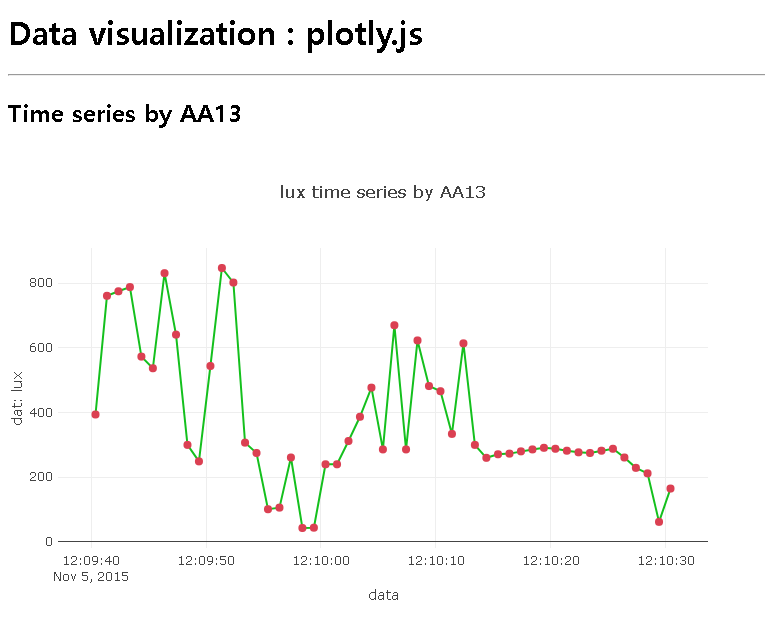 Data visualization : plotly.js
Time series by AA13
lux time series by AA13
dat: lux
800
600
400
200
0
12:09:40 12:09:50 12:10:00 12:10:10 12:10:20 12:10:30
Nov 5, 2015
data